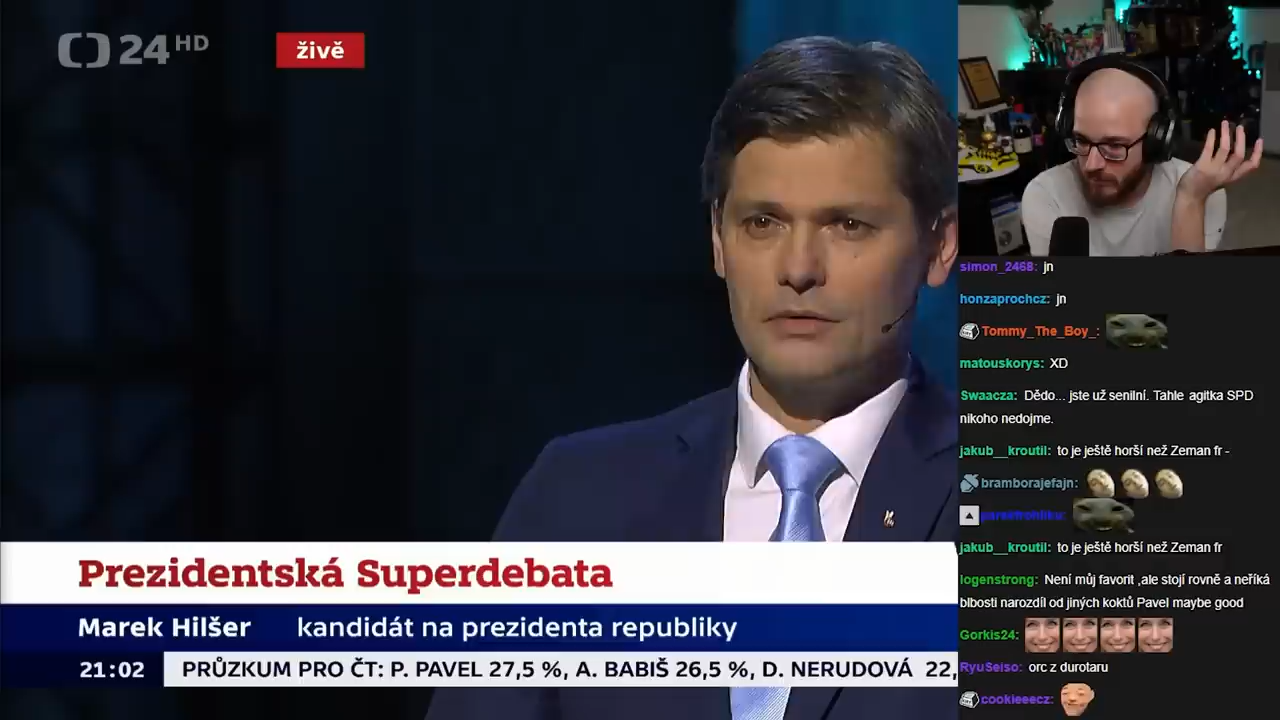 24 HD
živě
Prezidentská Superdebata
Marek Hilšer kandidát na prezidenta republiky
21:02 PRŮZKUM PRO ČT: P. PAVEL 27,5 %, A. BABIŠ 26,5 %, D. NERUDOVÁ 22,
simon_2468: jn
honzaprochcz: jn
Tommy_The_Boy_:
matouskorys: XD
Swaacza: Dědo... jste už senilní. Tahle agitka SPD
nikoho nedojme.
jakub__kroutil: to je ještě horší než Zeman fr -
bramborajefajn:
jakub__kroutil: to je ještě horší než Zeman fr
logenstrong: Není můj favorit ,ale stojí rovně a neříká
blbosti narozdíl od jiných koktů Pavel maybe good
Gorkis24:
RyuSeiso: orc z durotaru
cookieeecz: